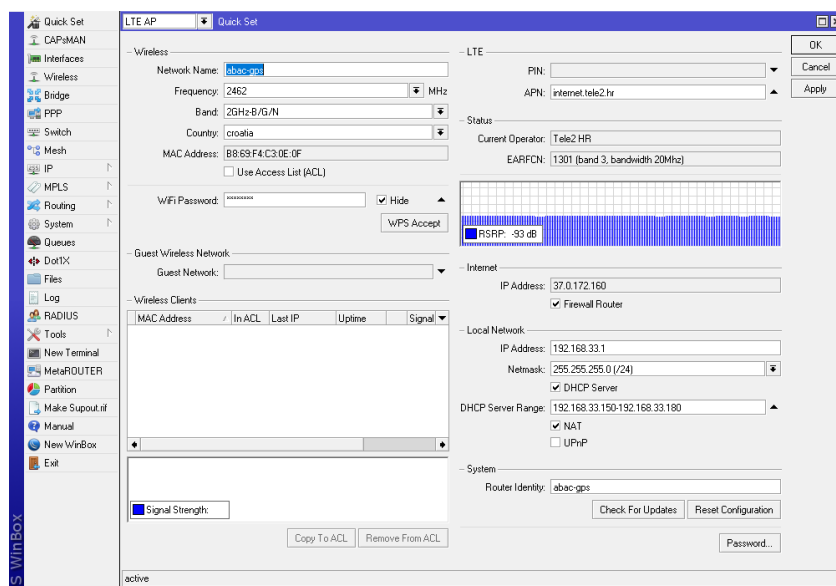 LTE AP Quick Set
Quick Set
CAPsMAN
Interfaces
Wireless
Bridge
PPP
Switch
Mesh
IP
MPLS
Routing
System
Queues
Dot1X
Files
Log
RADIUS
Tools
New Terminal
MetaROUTER
Partition
Make Supout.rif
Manual
New WinBox
Exit
S WinBox
Wireless
Network Name: abac-gps
Frequency: 2462 MHz
Band: 2GHz-B/G/N
Country: croatia
MAC Address: B8:69:F4:C3:0E:0F
Use Access List (ACL)
WiFi Password: ******** Hide
WPS Accept
Guest Wireless Network
Guest Network:
Wireless Clients
MAC Address / In ACL Last IP Uptime Signal
Signal Strength:
Copy To ACL Remove From ACL
LTE
PIN:
APN: internet.tele2.hr
Status
Current Operator: Tele2 HR
EARFCN: 1301 (band 3, bandwidth 20Mhz)
RSRP: -93 dB
Internet
IP Address: 37.0.172.160
Firewall Router
Local Network
IP Address: 192.168.33.1
Netmask: 255.255.255.0 (/24)
DHCP Server
DHCP Server Range: 192.168.33.150-192.168.33.180
NAT
UPnP
System
Router Identity: abac-gps
Check For Updates Reset Configuration
Password...
OK
Cancel
Apply
active